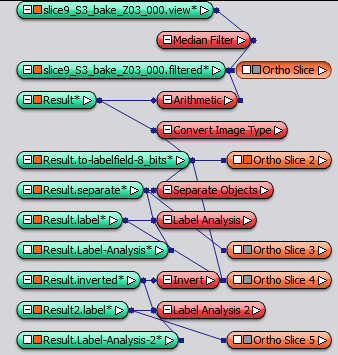 slice9_S3_bake_Z03_000.view*
Median Filter
slice9_S3_bake_Z03_000.filtered*
Ortho Slice
Result*
Arithmetic
Convert Image Type
Result.to-labelfield-8_bits*
Ortho Slice 2
Result.separate*
Separate Objects
Result.label*
Label Analysis
Result.Label-Analysis*
Ortho Slice 3
Result.inverted*
Invert
Ortho Slice 4
Result2.label*
Label Analysis 2
Result.Label-Analysis-2*
Ortho Slice 5